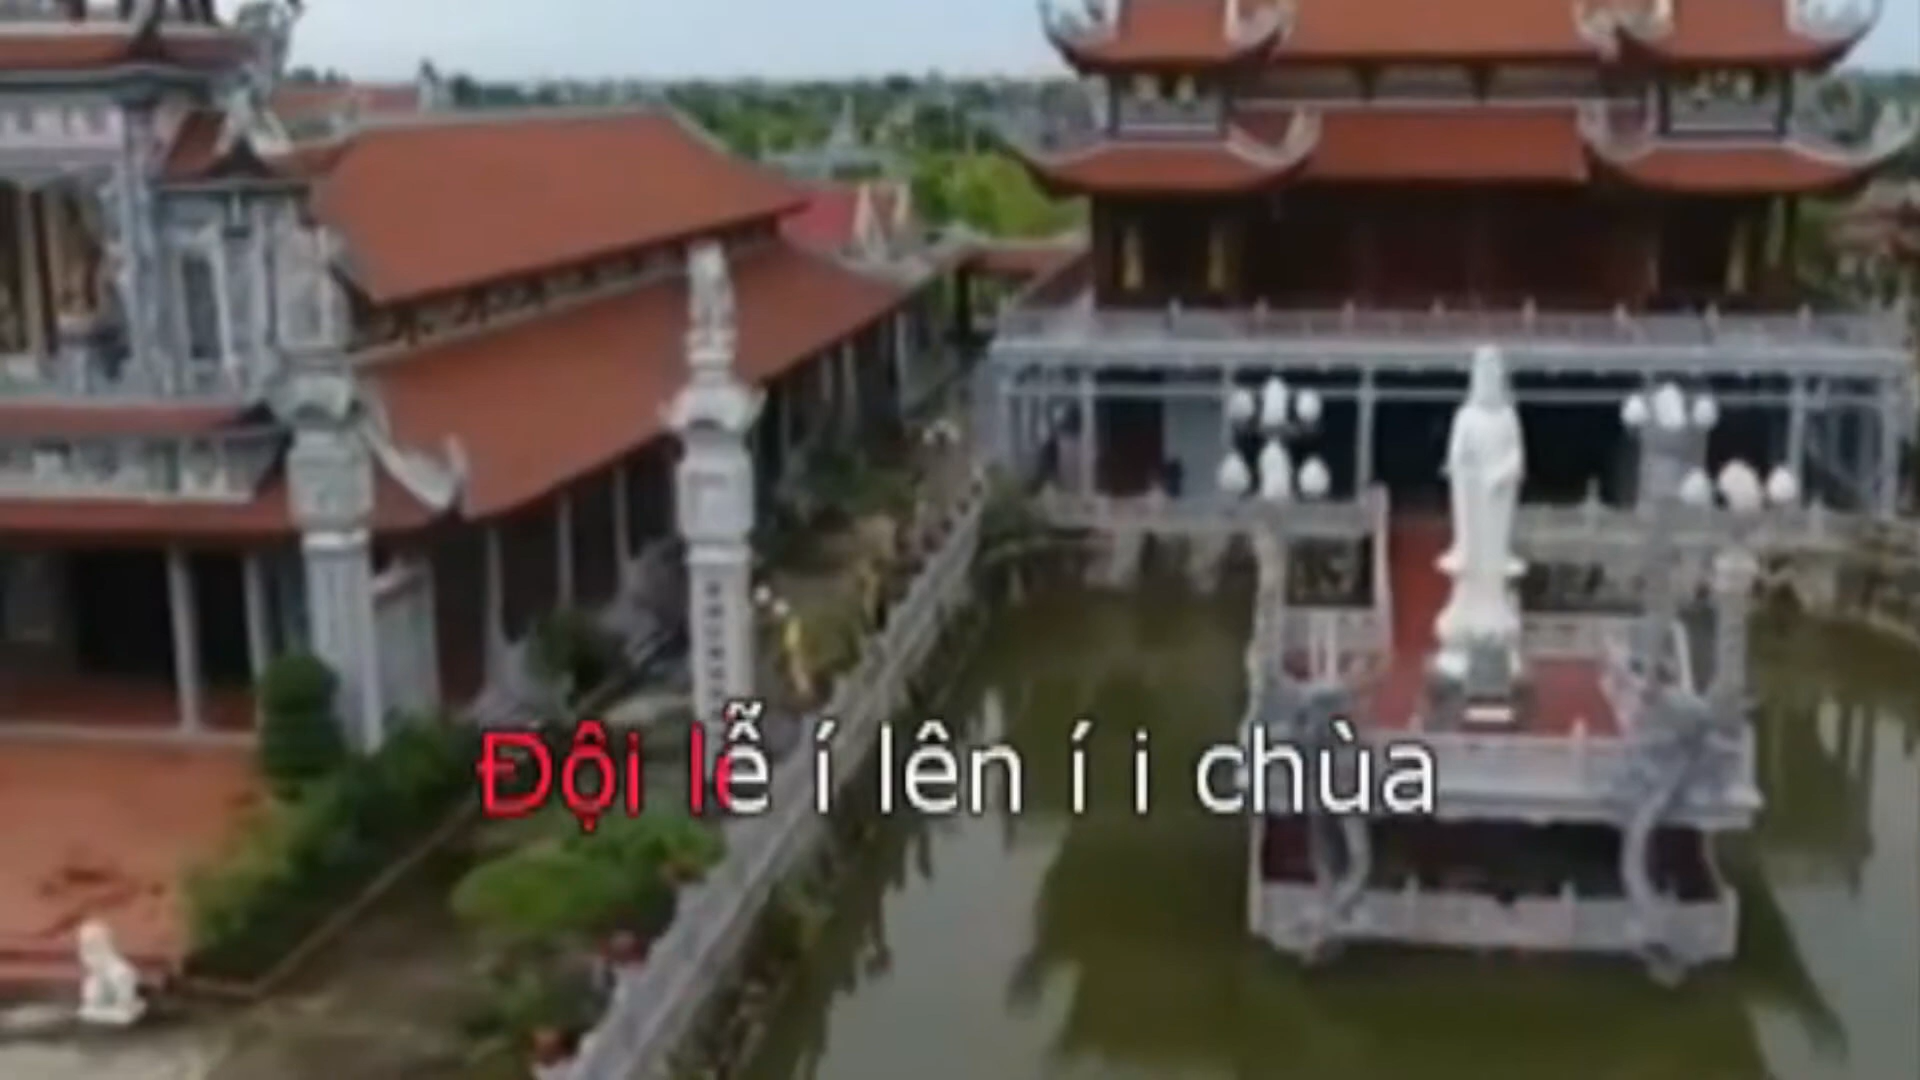 Đội lễ í lên í i chùa